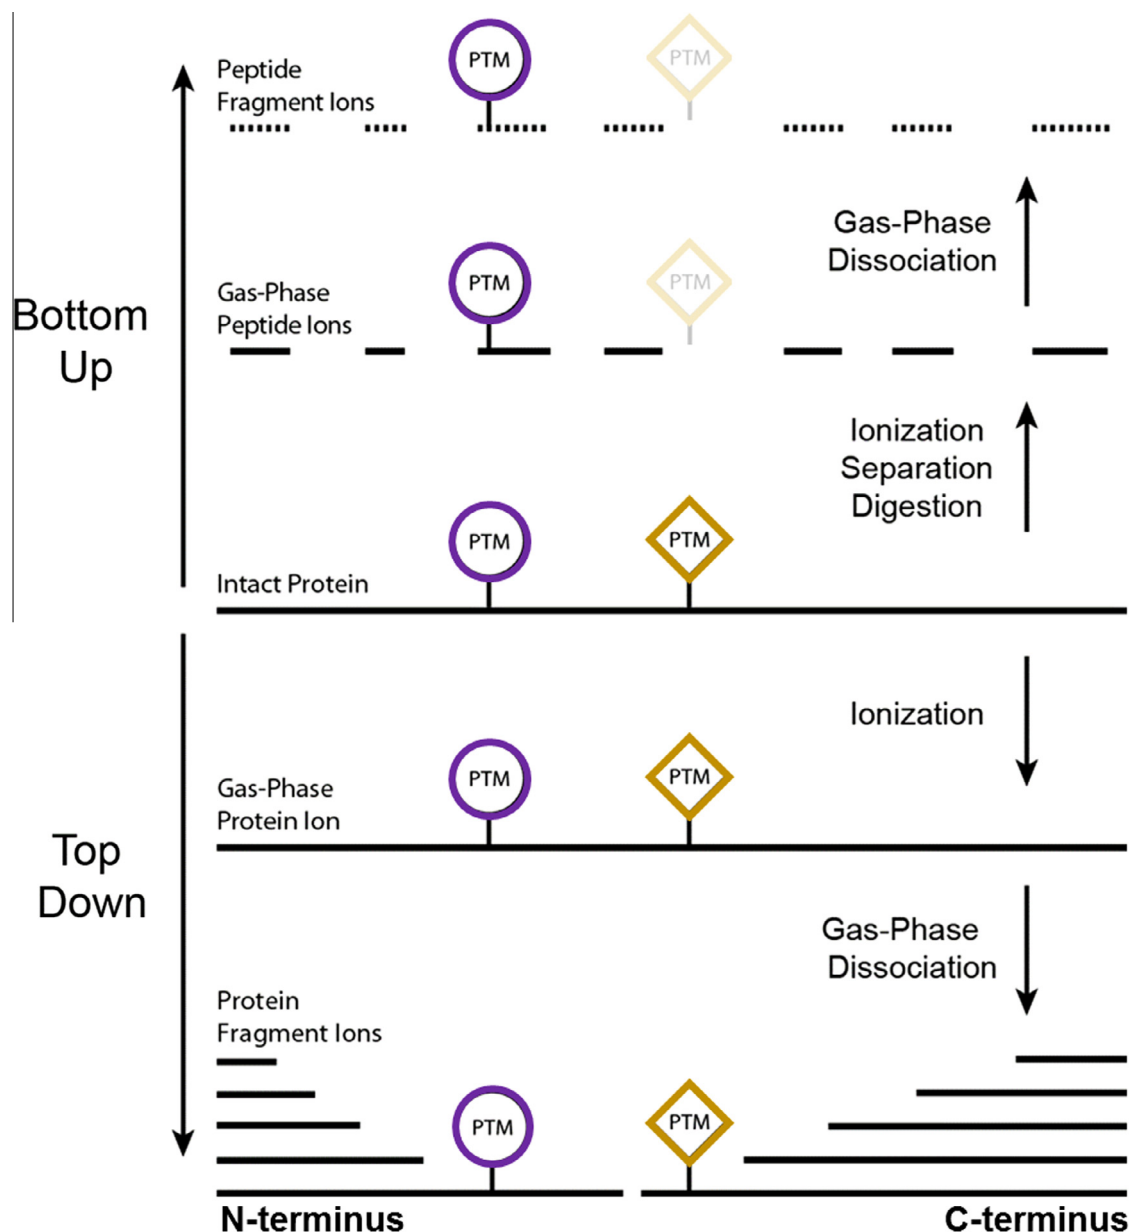 Peptide
Fragment Ions
PTM
PTM
Gas-Phase
Dissociation
Bottom
Up
Gas-Phase
Peptide Ions
PTM
PTM
Ionization
Separation
Digestion
Intact Protein
PTM
PTM
Ionization
Top
Down
Gas-Phase
Protein Ion
PTM
PTM
Gas-Phase
Dissociation
Protein
Fragment Ions
PTM
PTM
N-terminus
C-terminus